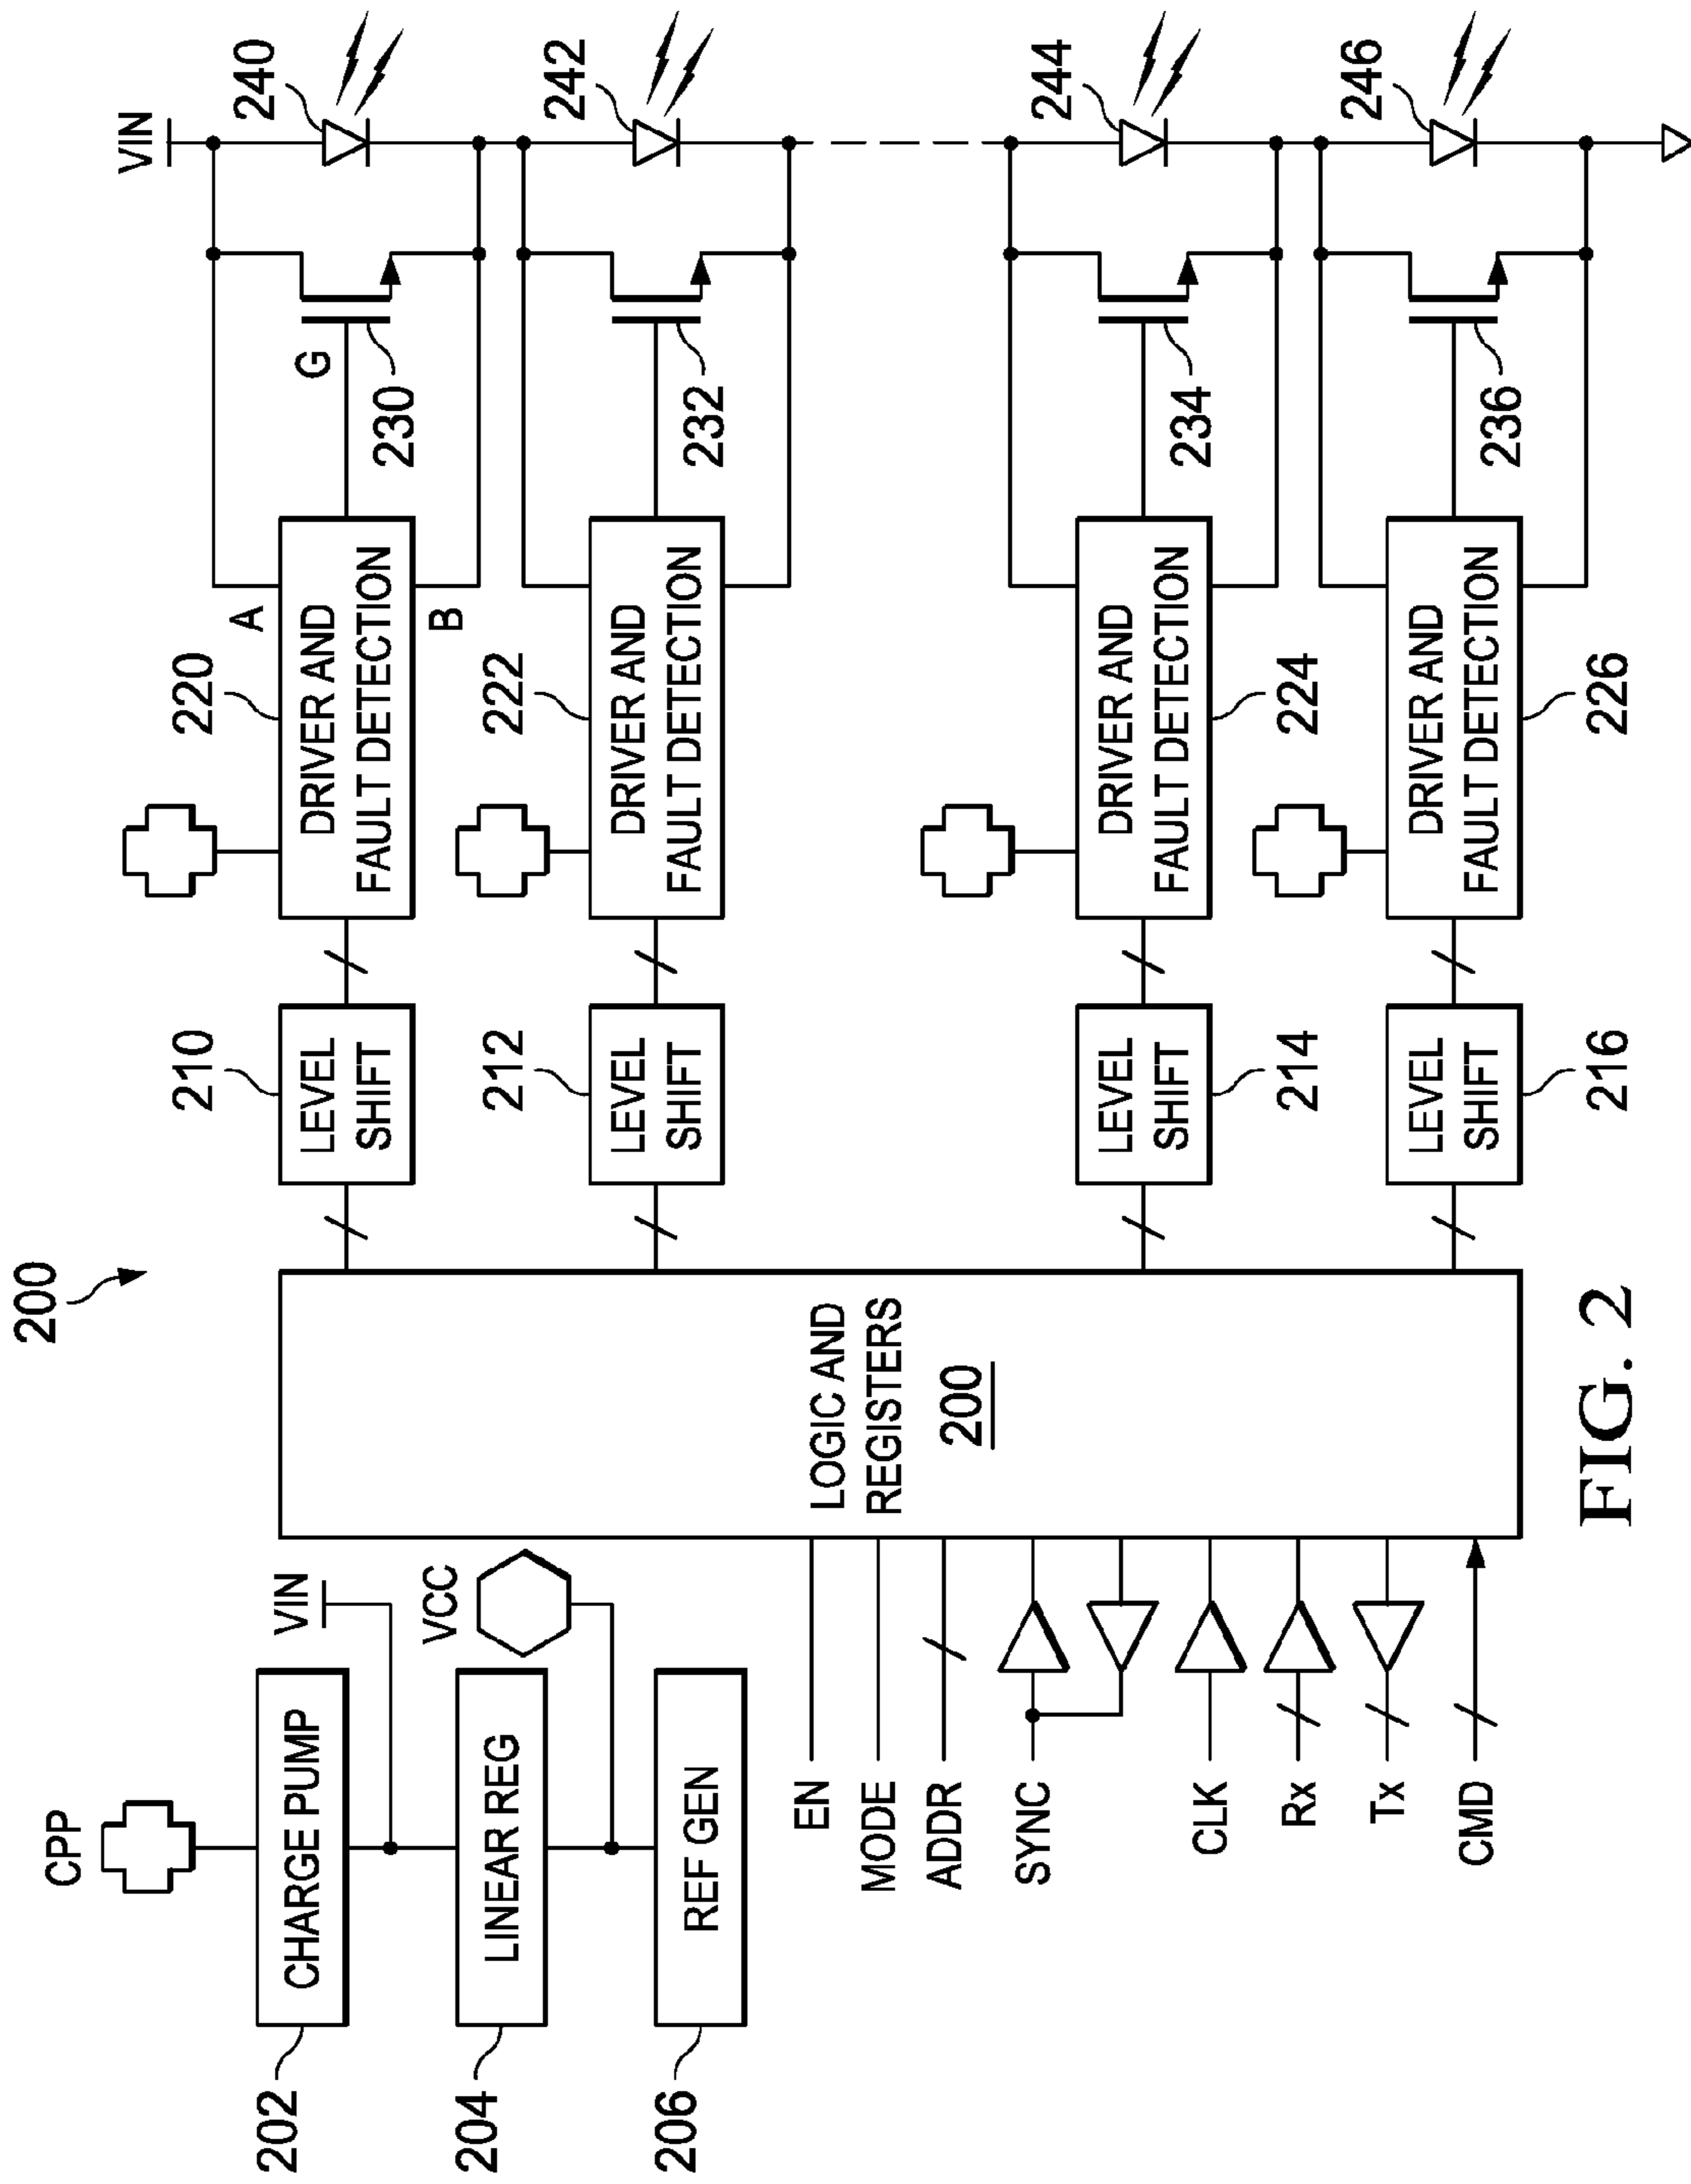 200
CPP
CHARGE PUMP
202
VIN
LINEAR REG
204
VCC
REF GEN
206
EN
MODE
ADDR
SYNC
CLK
Rx
Tx
CMD
LOGIC AND
REGISTERS
200
210
LEVEL
SHIFT
212
LEVEL
SHIFT
LEVEL
SHIFT
214
LEVEL
SHIFT
216
220
DRIVER AND
FAULT DETECTION
A
B
222
DRIVER AND
FAULT DETECTION
DRIVER AND
FAULT DETECTION
224
DRIVER AND
FAULT DETECTION
226
G
230
232
234
236
VIN
240
242
244
246
FIG. 2